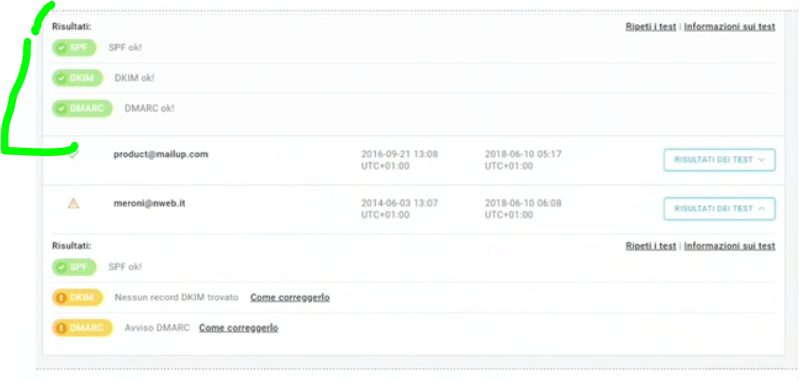 Risultati:
Ripeti i test | Informazioni sui test
SPF SPF ok!
DKIM DKIM ok!
DMARC DMARC ok!
product@mailup.com 2016-09-21 13:08 UTC+01:00 2018-06-10 05:17 UTC+01:00 RISULTATI DEI TEST
meroni@nweb.it 2014-06-03 13:07 UTC+01:00 2018-06-10 06:08 UTC+01:00 RISULTATI DEI TEST
Risultati:
Ripeti i test | Informazioni sui test
SPF SPF ok!
DKIM Nessun record DKIM trovato Come correggerlo
DMARC Avviso DMARC Come correggerlo